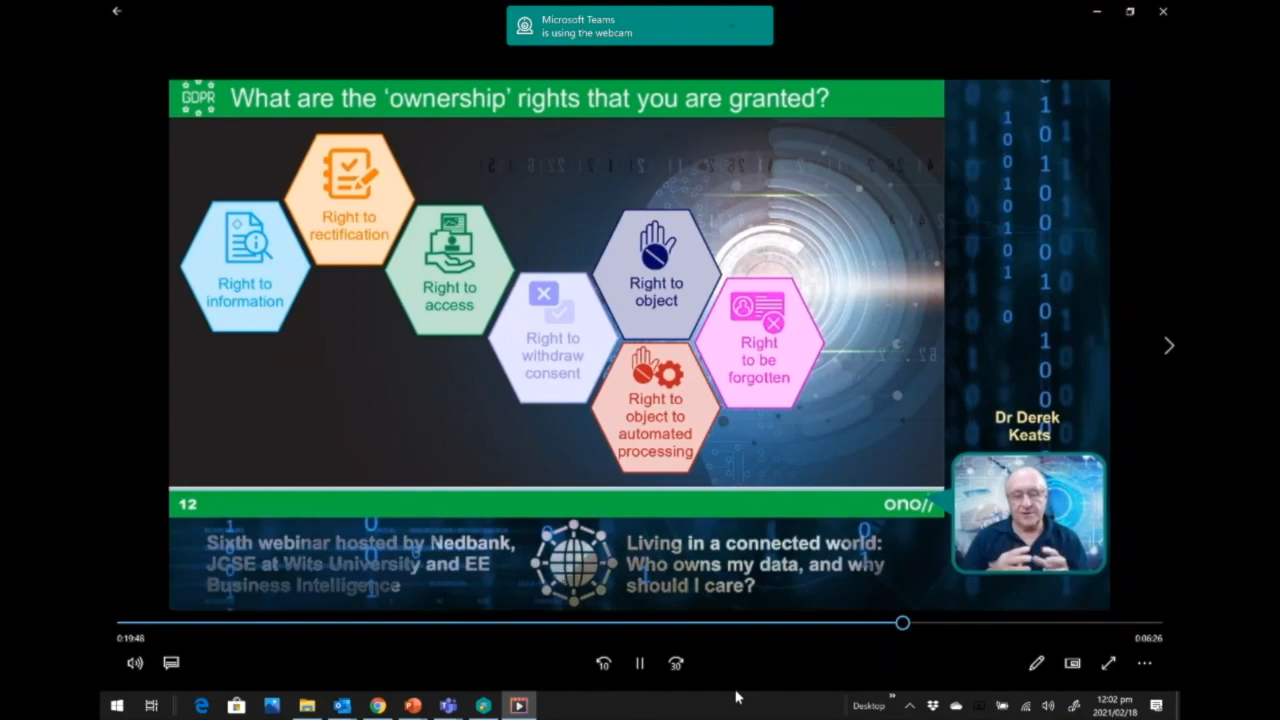 Microsoft Teams
is using the webcam
GDPR
What are the 'ownership' rights that you are granted?
Right to
information
Right to
rectification
Right to
access
Right to
withdraw
consent
Right to
object
Right to
object to
automated
processing
Right
to be
forgotten
Dr Derek
Keats
12
ono//
Sixth webinar hosted by Nedbank,
JCSE at Wits University and EE
Business Intelligence
Living in a connected world:
Who owns my data, and why
should I care?
0:19:48
0:06:26
10
30
Desktop
12:02 pm
2021/02/18